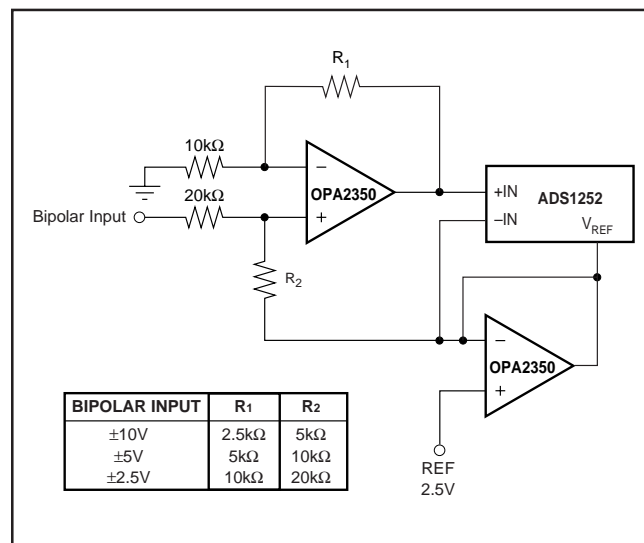 R₁
10kΩ
−
OPA2350
20kΩ
+
Bipolar Input
+IN
ADS1252
−IN
V_REF
R₂
−
OPA2350
+
BIPOLAR INPUT R₁ R₂
±10V 2.5kΩ 5kΩ
±5V 5kΩ 10kΩ
±2.5V 10kΩ 20kΩ
REF
2.5V